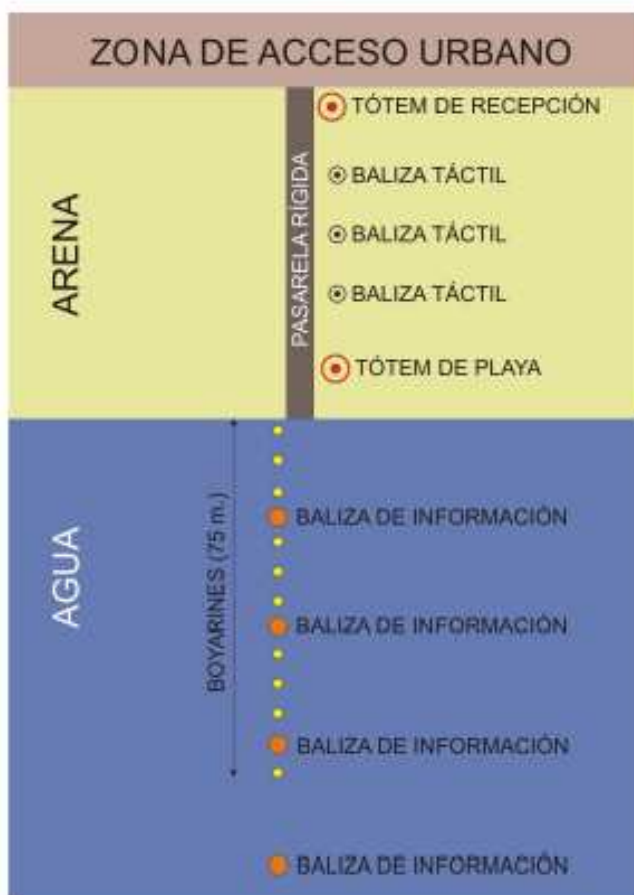 ZONA DE ACCESO URBANO
TÓTEM DE RECEPCIÓN
BALIZA TÁCTIL
BALIZA TÁCTIL
BALIZA TÁCTIL
TÓTEM DE PLAYA
PASARELA RÍGIDA
ARENA
AGUA
BOYARINES (75 m.)
BALIZA DE INFORMACIÓN
BALIZA DE INFORMACIÓN
BALIZA DE INFORMACIÓN
BALIZA DE INFORMACIÓN